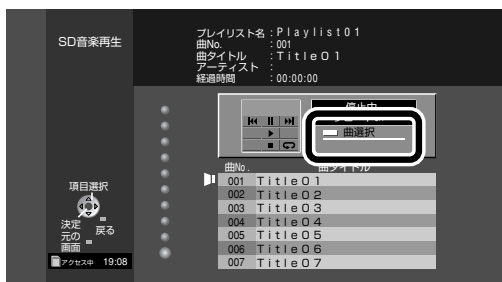 SD音楽再生
プレイリスト名 : Playlist01
曲No. : 001
曲タイトル : Title01
アーティスト :
経過時間 : 00:00:00
停止中
曲選択
曲No. 曲タイトル
001 Title01
002 Title02
003 Title03
004 Title04
005 Title05
006 Title06
007 Title07
項目選択
決定
戻る
元の
画面
アクセス中 19:08